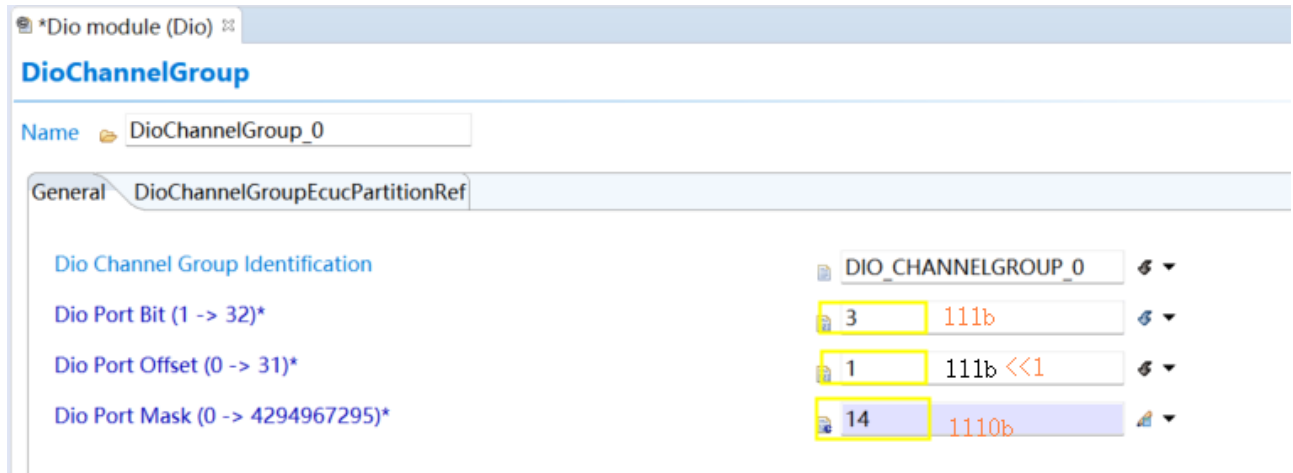 *Dio module (Dio)
DioChannelGroup
Name DioChannelGroup_0
General DioChannelGroupEcucPartitionRef
Dio Channel Group Identification DIO_CHANNELGROUP_0
Dio Port Bit (1 -> 32)* 3 111b
Dio Port Offset (0 -> 31)* 1 111b <<1
Dio Port Mask (0 -> 4294967295)* 14 1110b